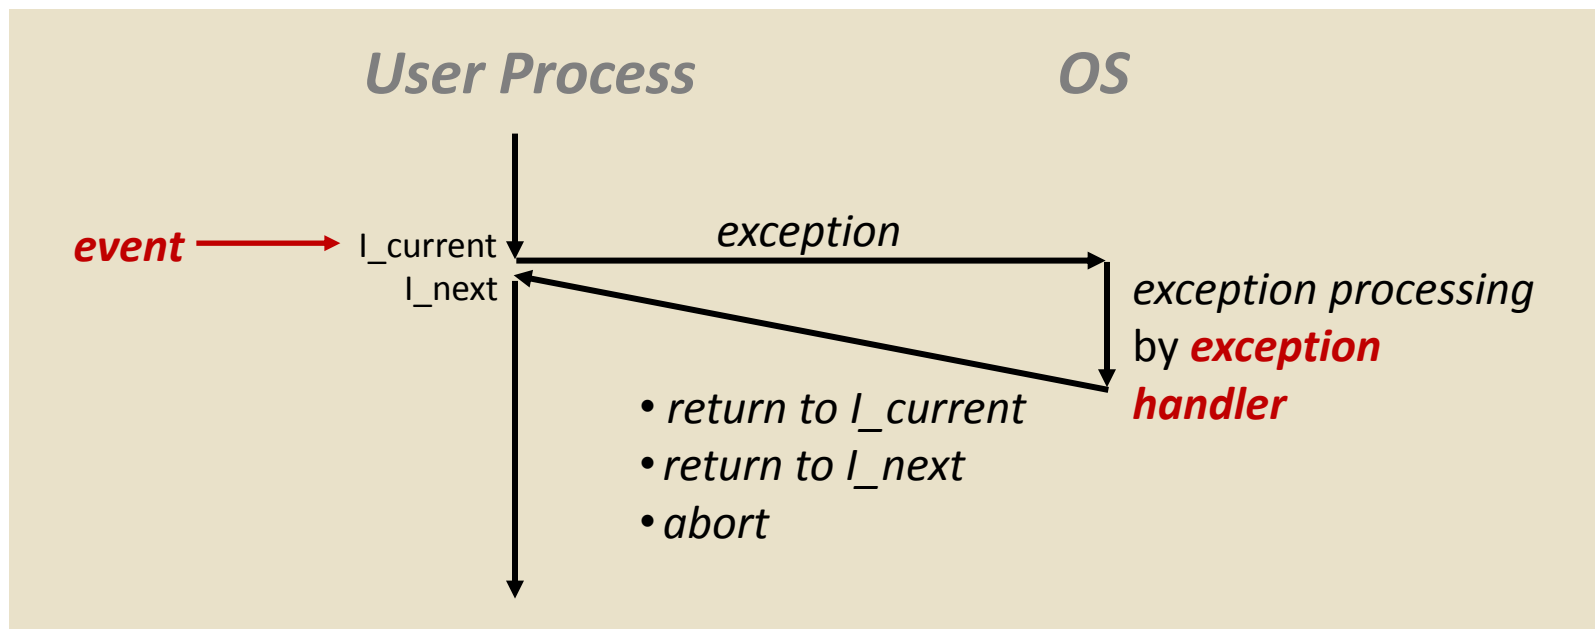 User Process OS
event I_current exception
I_next
exception processing
by exception
handler
• return to I_current
• return to I_next
• abort